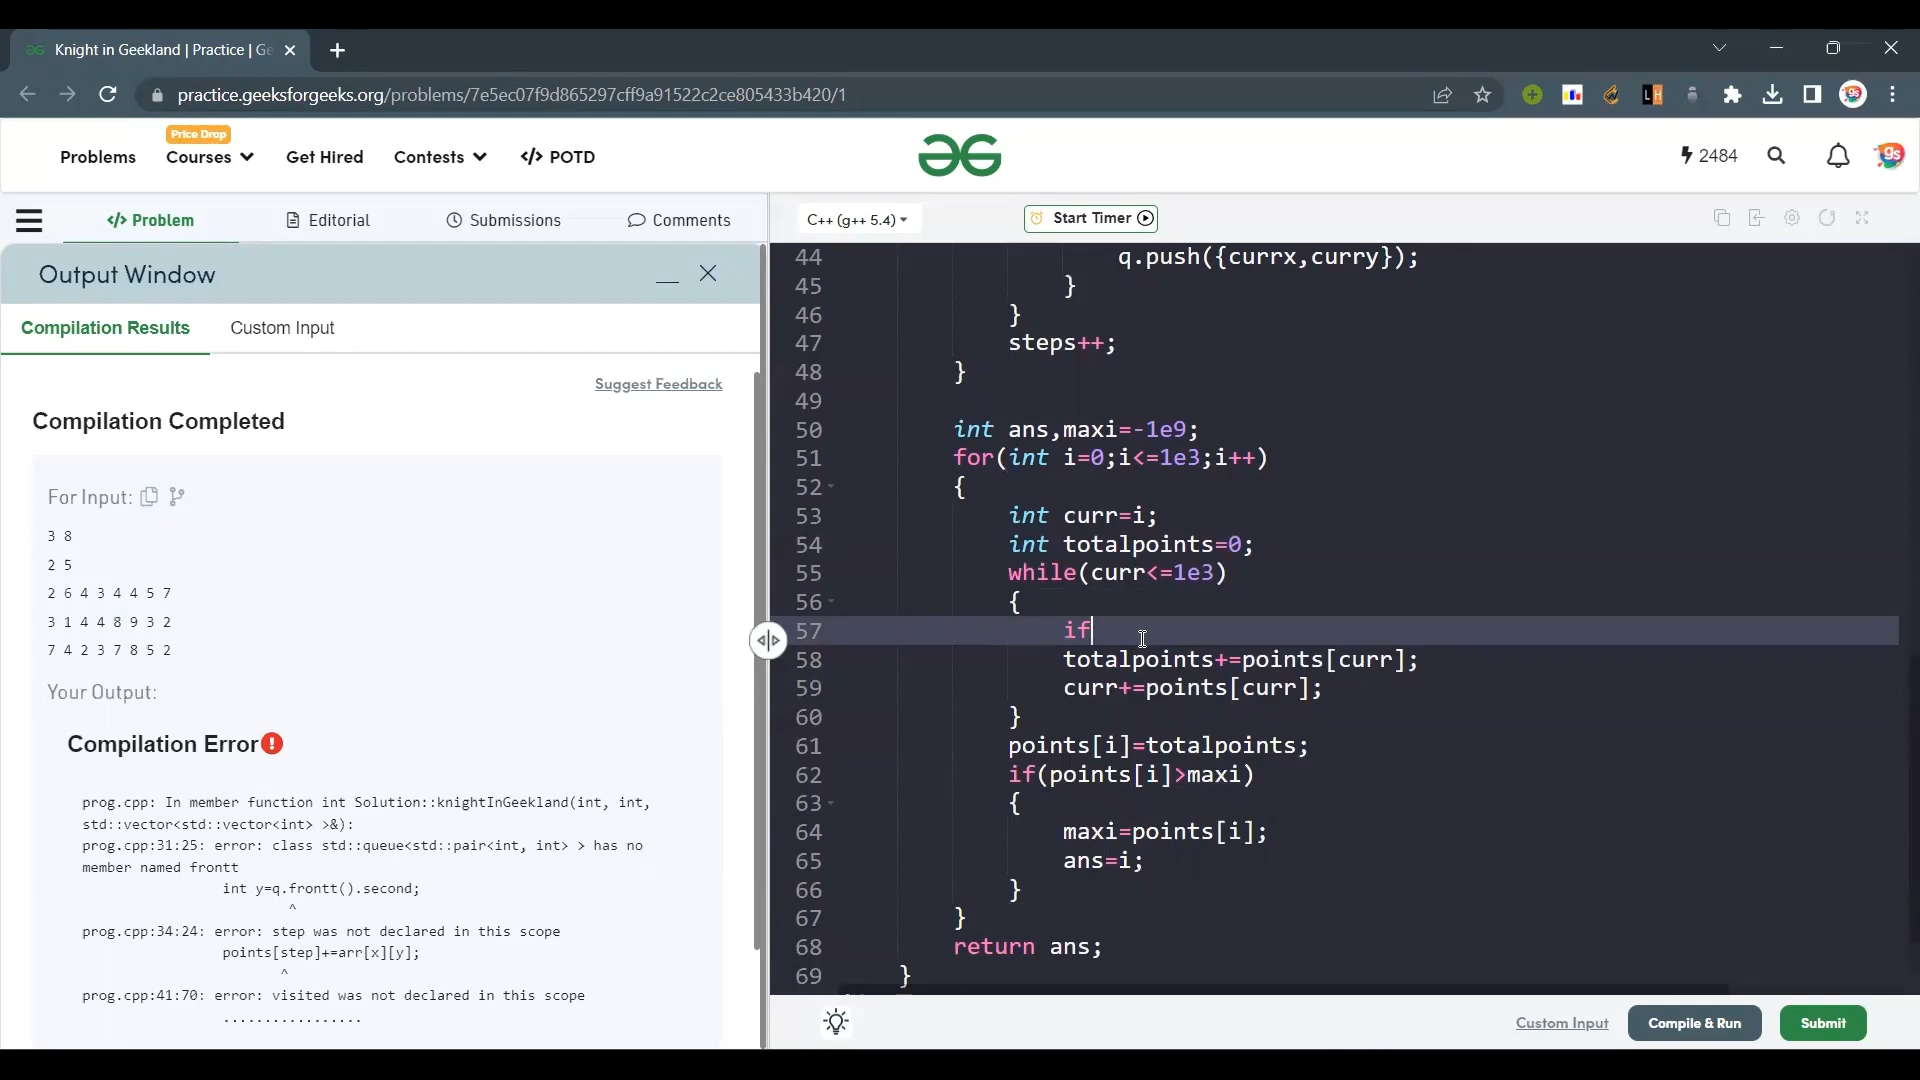 Knight in Geekland | Practice | Ge
practice.geeksforgeeks.org/problems/7e5ec07f9d865297cff9a91522c2ce805433b420/1
Price Drop
Problems Courses Get Hired Contests </> POTD
2484
gs
</> Problem Editorial Submissions Comments
C++ (g++ 5.4) Start Timer
Output Window
Compilation Results Custom Input
Suggest Feedback
Compilation Completed
For Input:
3 8
2 5
2 6 4 3 4 4 5 7
3 1 4 4 8 9 3 2
7 4 2 3 7 8 5 2
Your Output:
Compilation Error
prog.cpp: In member function int Solution::knightInGeekland(int, int,
std::vector<std::vector<int> >&):
prog.cpp:31:25: error: class std::queue<std::pair<int, int> > has no
member named frontt
int y=q.frontt().second;
^
prog.cpp:34:24: error: step was not declared in this scope
points[step]+=arr[x][y];
^
prog.cpp:41:70: error: visited was not declared in this scope
.................
44 q.push({currx,curry});
45 }
46 }
47 steps++;
48 }
49
50 int ans,maxi=-1e9;
51 for(int i=0;i<=1e3;i++)
52 {
53 int curr=i;
54 int totalpoints=0;
55 while(curr<=1e3)
56 {
57 if
58 totalpoints+=points[curr];
59 curr+=points[curr];
60 }
61 points[i]=totalpoints;
62 if(points[i]>maxi)
63 {
64 maxi=points[i];
65 ans=i;
66 }
67 }
68 return ans;
69 }
Custom Input Compile & Run Submit